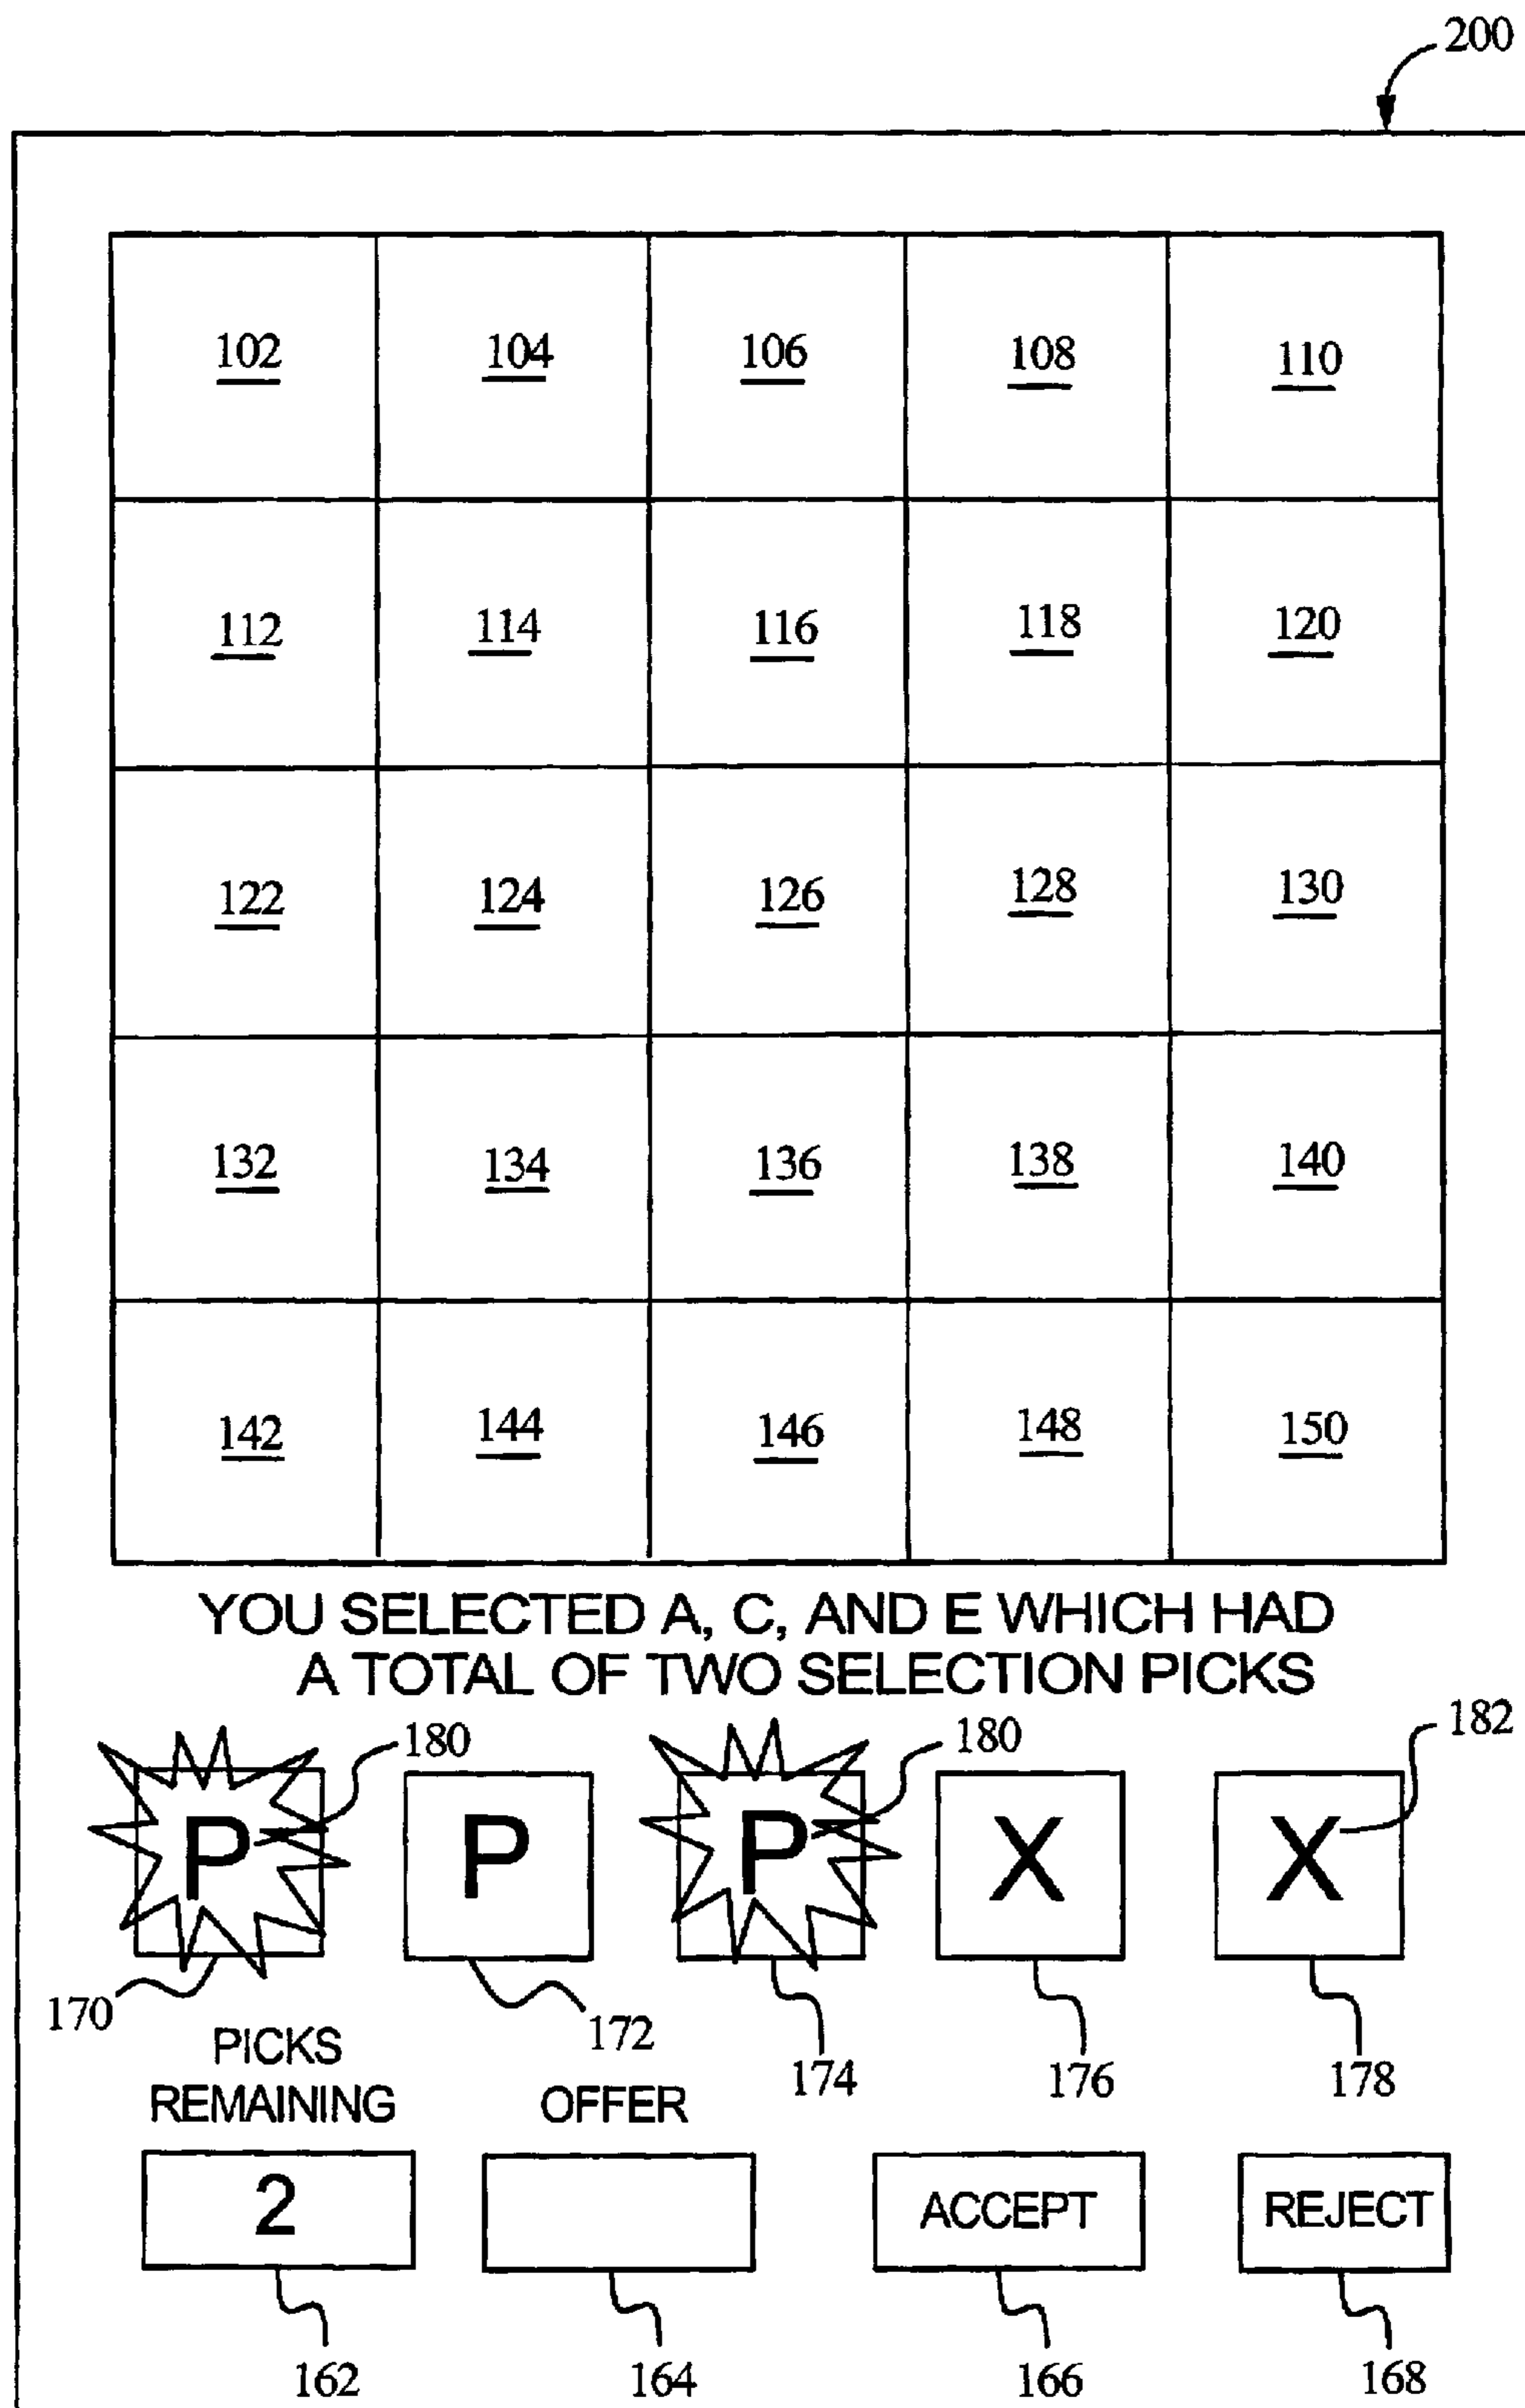 200
102 104 106 108 110
112 114 116 118 120
122 124 126 128 130
132 134 136 138 140
142 144 146 148 150
YOU SELECTED A, C, AND E WHICH HAD
A TOTAL OF TWO SELECTION PICKS
180 180 182
P P P X X
170 172 174 176 178
PICKS
REMAINING OFFER
2 ACCEPT REJECT
162 164 166 168